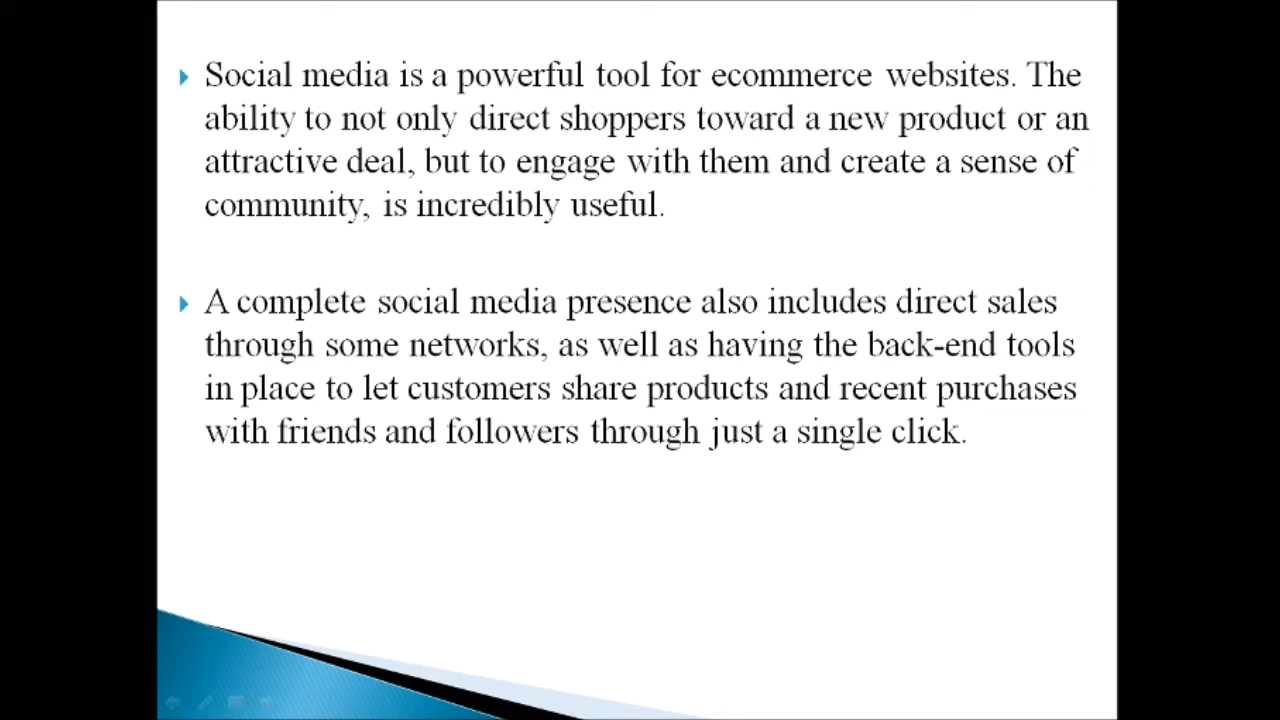 Social media is a powerful tool for ecommerce websites. The
ability to not only direct shoppers toward a new product or an
attractive deal, but to engage with them and create a sense of
community, is incredibly useful.
A complete social media presence also includes direct sales
through some networks, as well as having the back-end tools
in place to let customers share products and recent purchases
with friends and followers through just a single click.